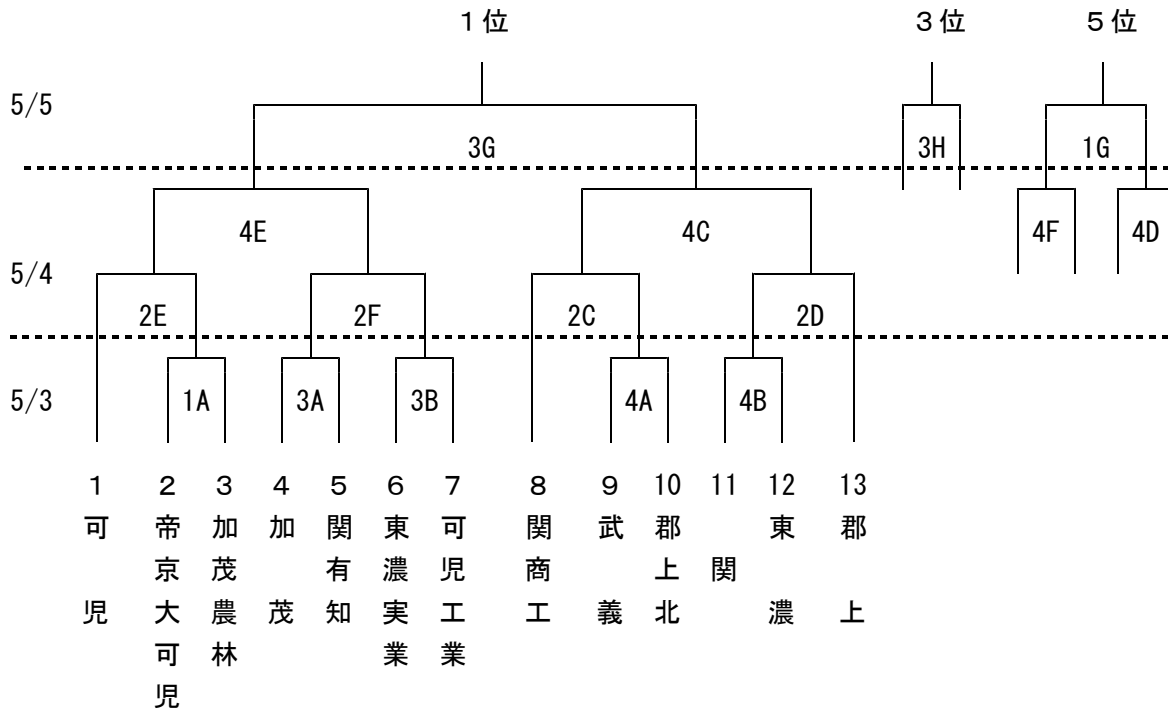 １位 ３位 ５位
5/5
3G 3H 1G
4E 4C 4F 4D
5/4
2E 2F 2C 2D
5/3 1A 3A 3B 4A 4B
1 2 3 4 5 6 7 8 9 10 11 12 13
可児
帝京大可児
加茂農林
加茂
関有知
東濃実業
可児工業
関商工
武義
郡上北
関
東濃
郡上